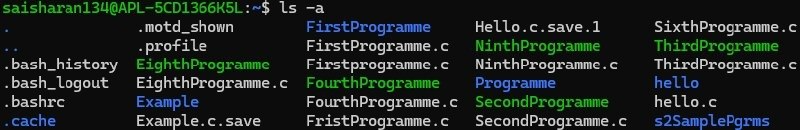 saisharan134@APL-5CD1366K5L:~$ ls -a
. .motd_shown FirstProgramme Hello.c.save.1 SixthProgramme.c
.. .profile Firstprogramme.c NinthProgramme ThirdProgramme
.bash_history EighthProgramme FirstProgramme.c NinthProgramme.c ThirdProgramme.c
.bash_logout EighthProgramme.c FourthProgramme Programme hello
.bashrc Example FourthProgramme.c SecondProgramme hello.c
.cache Example.c.save FristProgramme.c SecondProgramme.c s2SamplePgrms